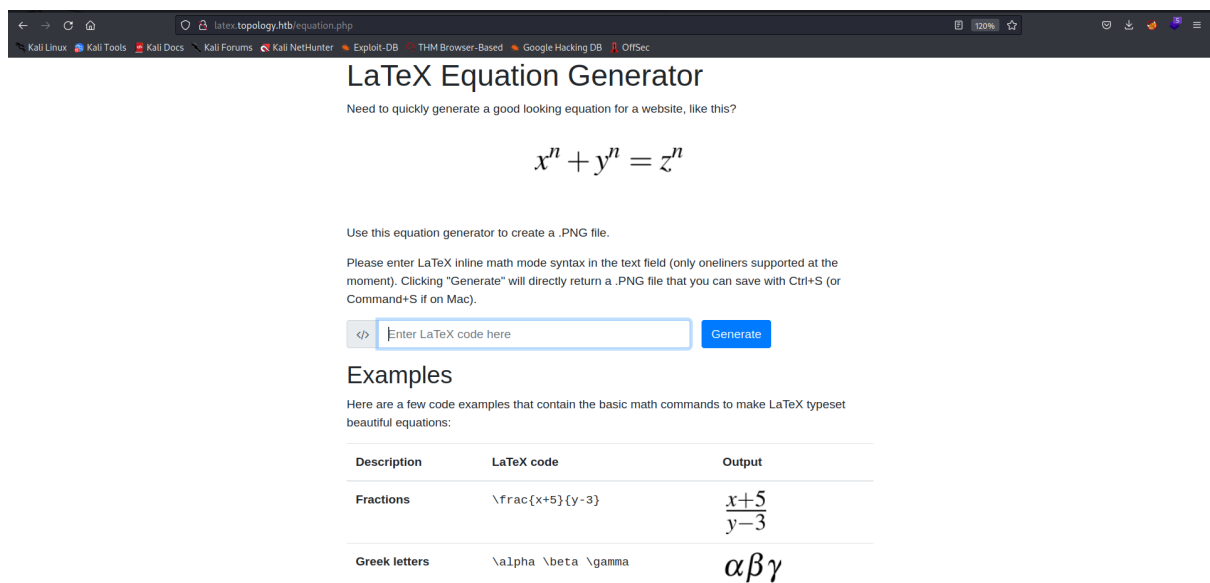 latex.topology.htb/equation.php
120%
5
Kali Linux Kali Tools Kali Docs Kali Forums Kali NetHunter Exploit-DB THM Browser-Based Google Hacking DB OffSec
LaTeX Equation Generator
Need to quickly generate a good looking equation for a website, like this?
xⁿ + yⁿ = zⁿ
Use this equation generator to create a .PNG file.
Please enter LaTeX inline math mode syntax in the text field (only oneliners supported at the
moment). Clicking "Generate" will directly return a .PNG file that you can save with Ctrl+S (or
Command+S if on Mac).
</> Enter LaTeX code here Generate
Examples
Here are a few code examples that contain the basic math commands to make LaTeX typeset
beautiful equations:
Description LaTeX code Output
Fractions \frac{x+5}{y-3} x+5
y−3
Greek letters \alpha \beta \gamma αβγ